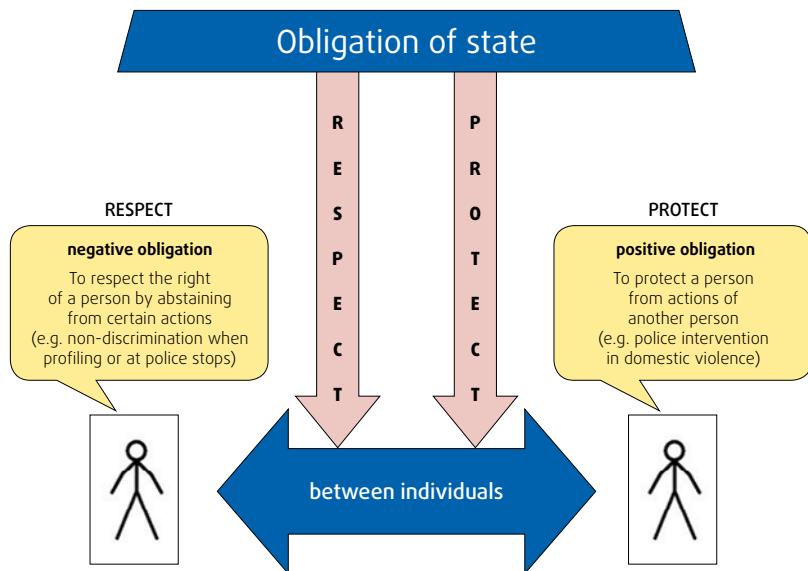 Obligation of state
RESPECT
PROTECT
RESPECT
negative obligation
To respect the right
of a person by abstaining
from certain actions
(e.g. non-discrimination when
profiling or at police stops)
PROTECT
positive obligation
To protect a person
from actions of
another person
(e.g. police intervention
in domestic violence)
between individuals